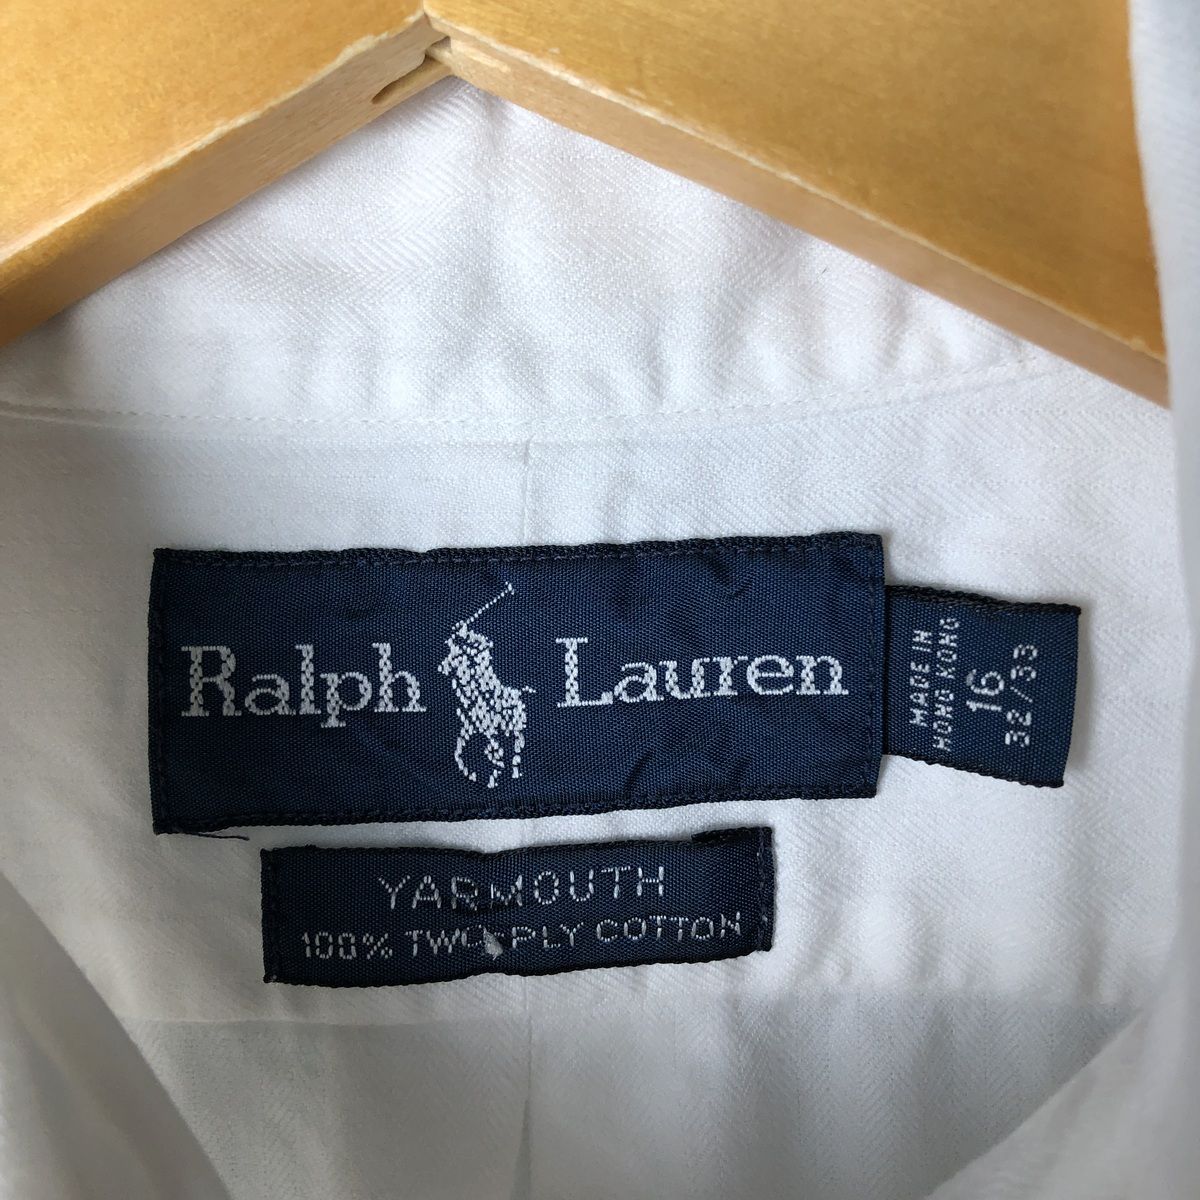 Ralph Lauren
MADE IN
HONG KONG
16
32/33
YARMOUTH
100% TWO-PLY COTTON